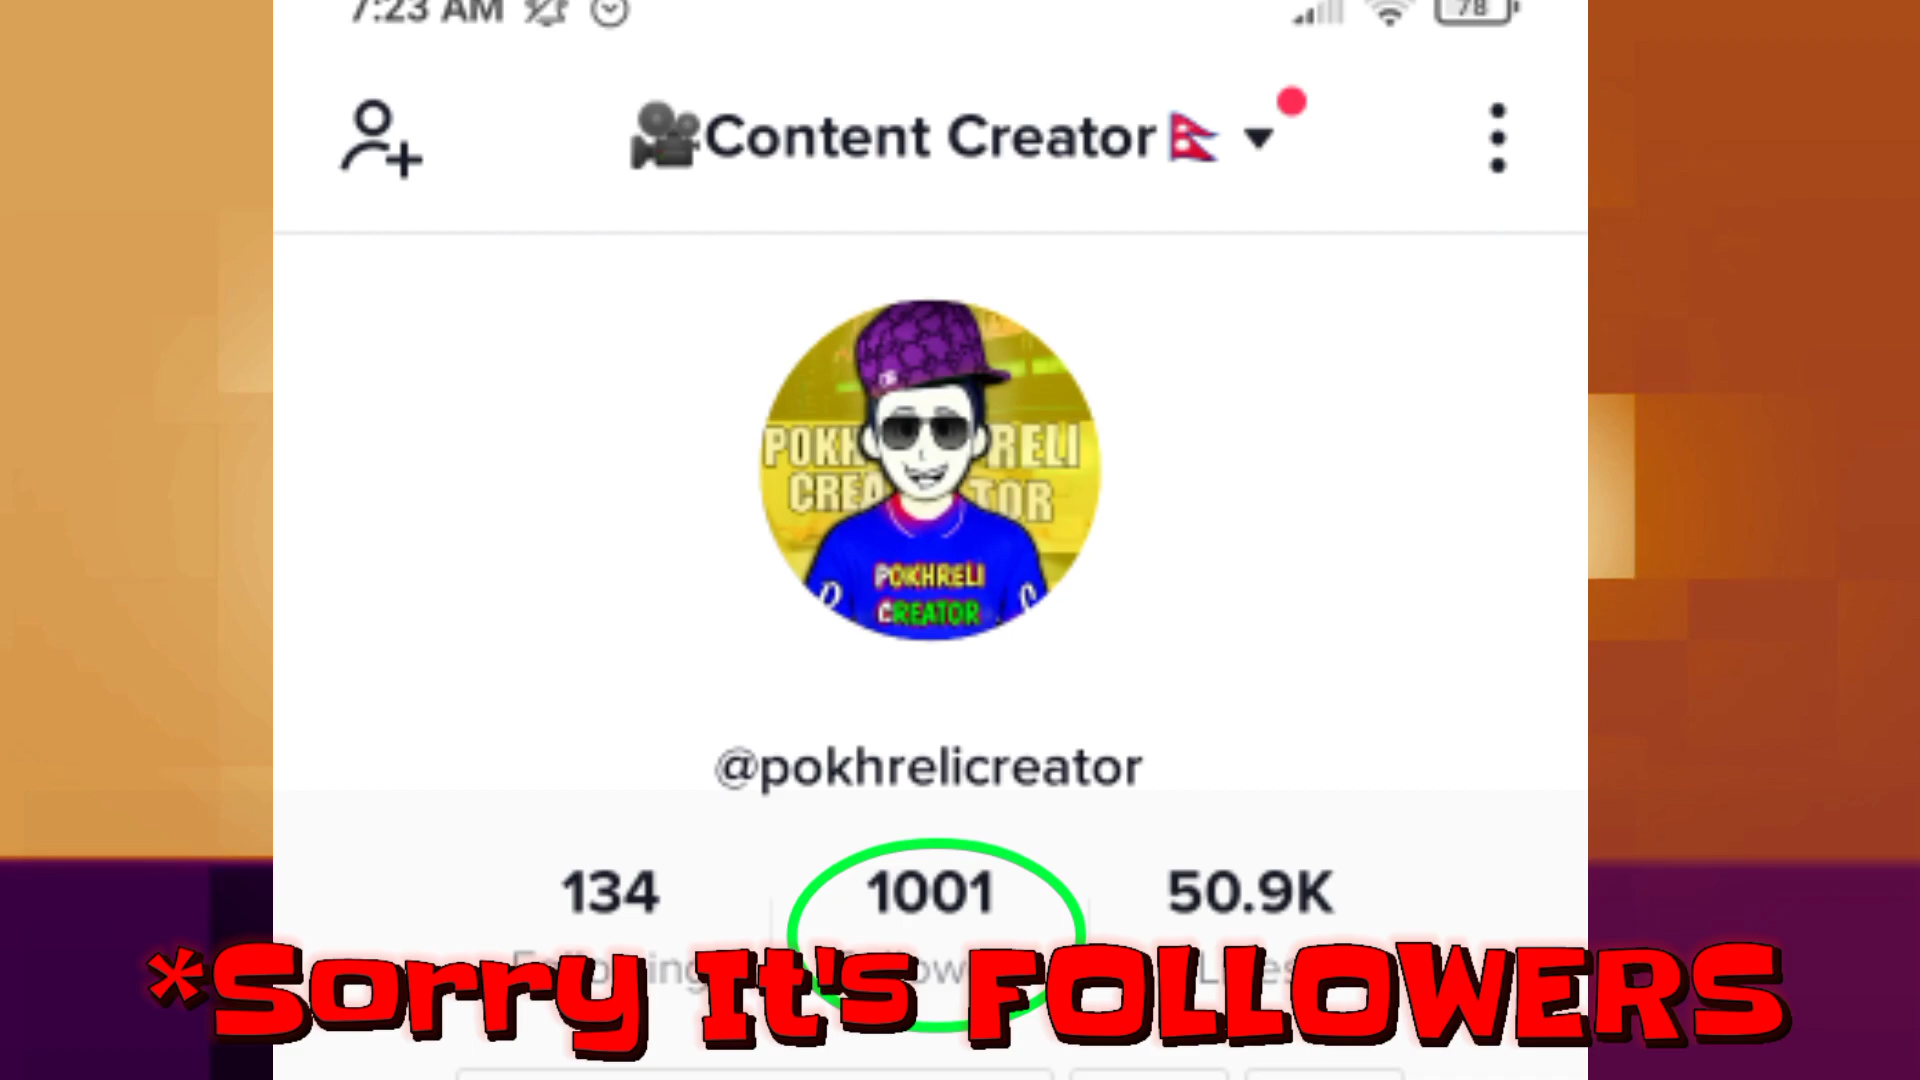 7:23 AM 78
Content Creator
POKH RELI
CREA TOR
POKHRELI
CREATOR
@pokhrelicreator
134 1001 50.9K
*Sorry It's FOLLOWERS